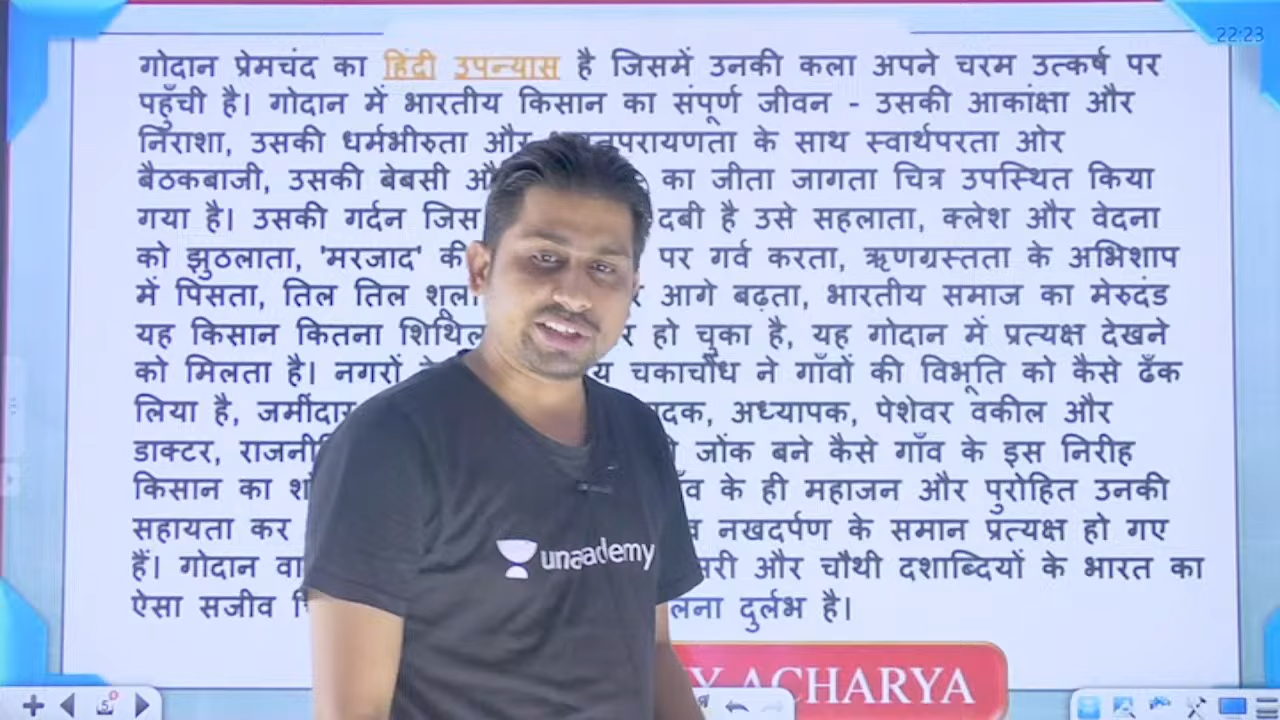 22:23
गोदान प्रेमचंद का हिंदी उपन्यास है जिसमें उनकी कला अपने चरम उत्कर्ष पर
पहुँची है। गोदान में भारतीय किसान का संपूर्ण जीवन - उसकी आकांक्षा और
निराशा, उसकी धर्मभीरुता और के साथ स्वार्थपरता ओर
बैठकबाजी, उसकी बेबसी का जीता जागता चित्र उपस्थित किया
गया है। उसकी गर्दन जिस दबी है उसे सहलाता, क्लेश और वेदना
को झुठलाता, 'मरजाद' की पर गर्व करता, ऋणग्रस्तता के अभिशाप
में पिसता, तिल तिल आगे बढ़ता, भारतीय समाज का मेरुदंड
यह किसान कितना हो चुका है, यह गोदान में प्रत्यक्ष देखने
को मिलता है। नगरों चकाचौंध ने गाँवों की विभूति को कैसे ढँक
लिया है, अध्यापक, पेशेवर वकील और
डाक्टर, जोंक बने कैसे गाँव के इस निरीह
किसान का के ही महाजन और पुरोहित उनकी
सहायता कर नखदर्पण के समान प्रत्यक्ष हो गए
हैं। गोदान और चौथी दशाब्दियों के भारत का
ऐसा सजीव दुर्लभ है।
unacademy
ACHARYA
5